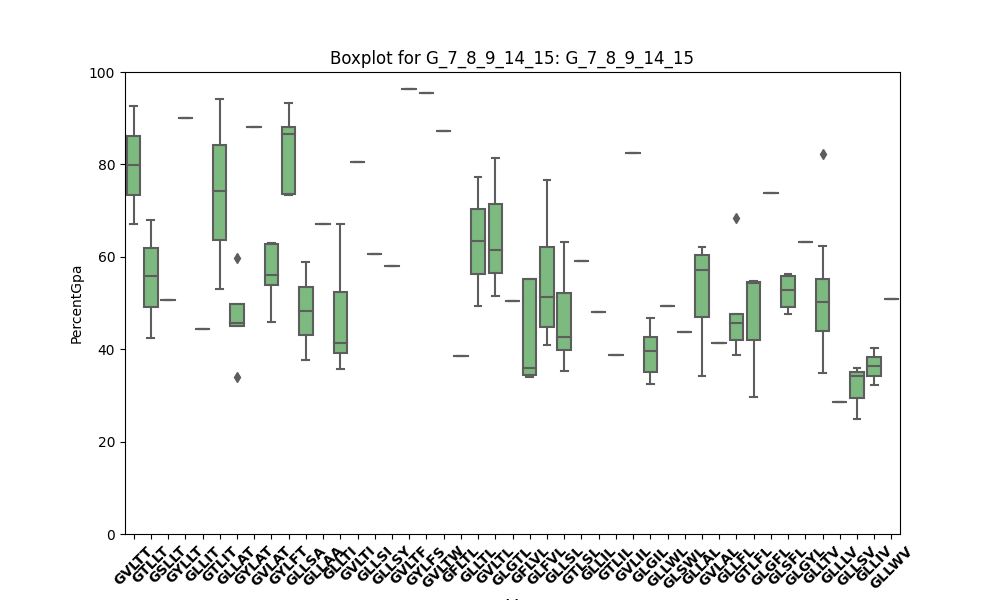 Boxplot for G_7_8_9_14_15: G_7_8_9_14_15
PercentGpa
100
80
60
40
20
0
GVLTT
GTLLT
GSLLT
GYLLT
GLLIT
GTLIT
GLLAT
GYLAT
GVLAT
GYLFT
GLLSA
GLLAA
GLLTI
GVLTI
GLLSI
GLLSY
GVLTF
GYLFS
GVLTW
GFLTL
GLLTL
GVLTL
GLGTL
GFLVL
GLFVL
GLLSL
GTLSL
GLLIL
GTLIL
GVLIL
GLGIL
GLLWL
GLSWL
GLLAL
GVLAL
GLLFL
GTLFL
GLGFL
GLSFL
GLGYL
GLLTV
GLLLV
GLLSV
GLLIV
GLLWV